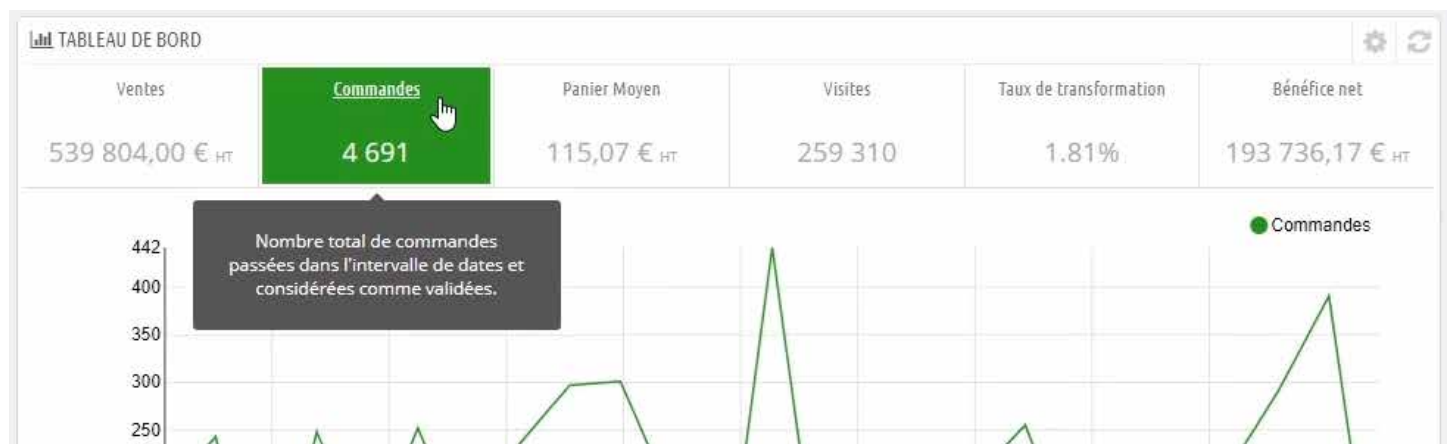 TABLEAU DE BORD
Ventes
Commandes
Panier Moyen
Visites
Taux de transformation
Bénéfice net
539 804,00 € HT
4 691
115,07 € HT
259 310
1.81%
193 736,17 € HT
Nombre total de commandes
passées dans l'intervalle de dates et
considérées comme validées.
Commandes
442
400
350
300
250